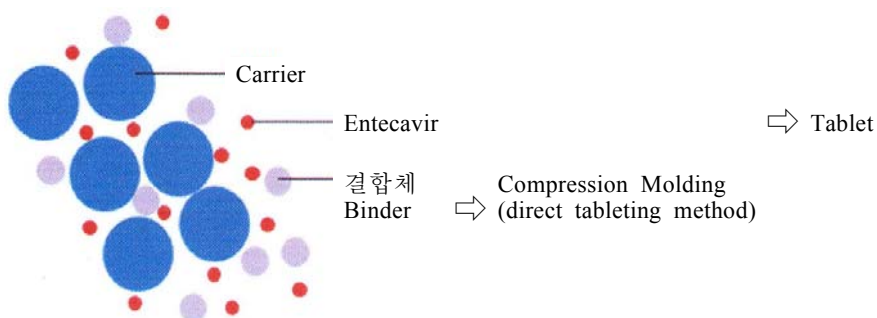 Carrier
Entecavir
⇨ Tablet
결합체
Binder
⇨ Compression Molding
(direct tableting method)